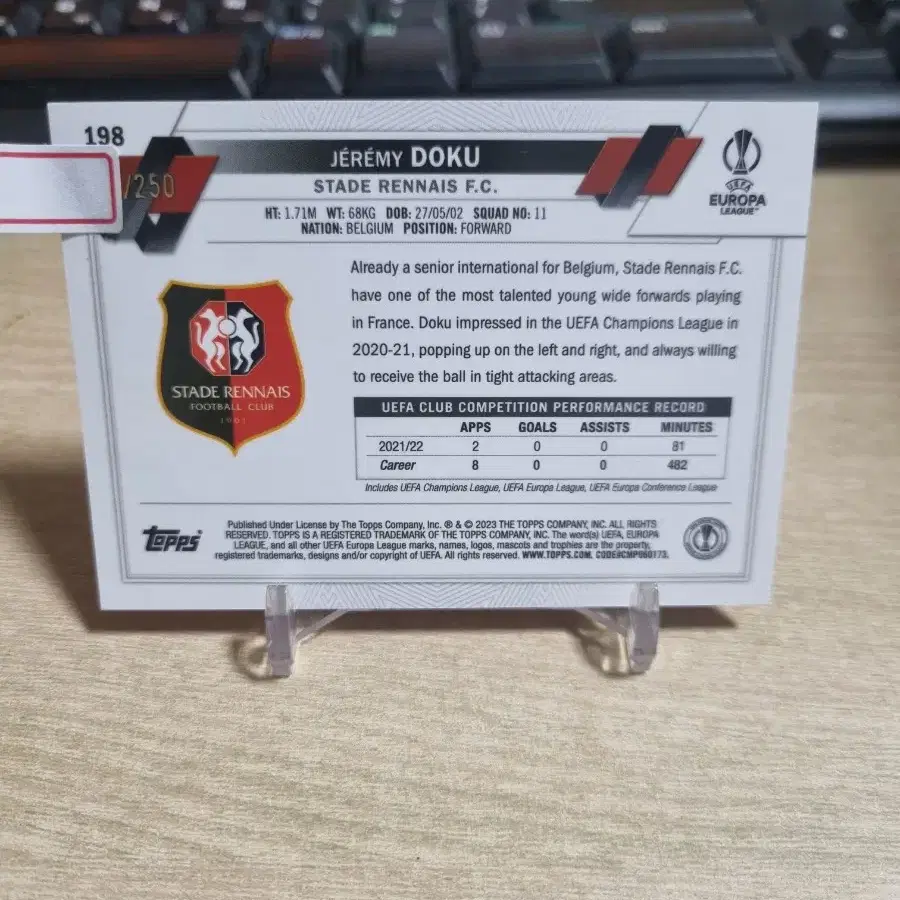 198
/250
JÉRÉMY DOKU
STADE RENNAIS F.C.
HT: 1.71M WT: 68KG DOB: 27/05/02 SQUAD NO: 11
NATION: BELGIUM POSITION: FORWARD
UEFA
EUROPA
LEAGUE™
Already a senior international for Belgium, Stade Rennais F.C.
have one of the most talented young wide forwards playing
in France. Doku impressed in the UEFA Champions League in
2020-21, popping up on the left and right, and always willing
to receive the ball in tight attacking areas.
STADE RENNAIS
FOOTBALL CLUB
1901
UEFA CLUB COMPETITION PERFORMANCE RECORD
APPS GOALS ASSISTS MINUTES
2021/22 2 0 0 81
Career 8 0 0 482
Includes UEFA Champions League, UEFA Europa League, UEFA Europa Conference League
Topps
Published Under License by The Topps Company, Inc. ® & © 2023 THE TOPPS COMPANY, INC. ALL RIGHTS
RESERVED. TOPPS IS A REGISTERED TRADEMARK OF THE TOPPS COMPANY, INC. The word(s) UEFA, EUROPA
LEAGUE, and all other UEFA Europa League marks, names, logos, mascots and trophies are the property,
registered trademarks, designs and/or copyright of UEFA. All rights reserved. WWW.TOPPS.COM.